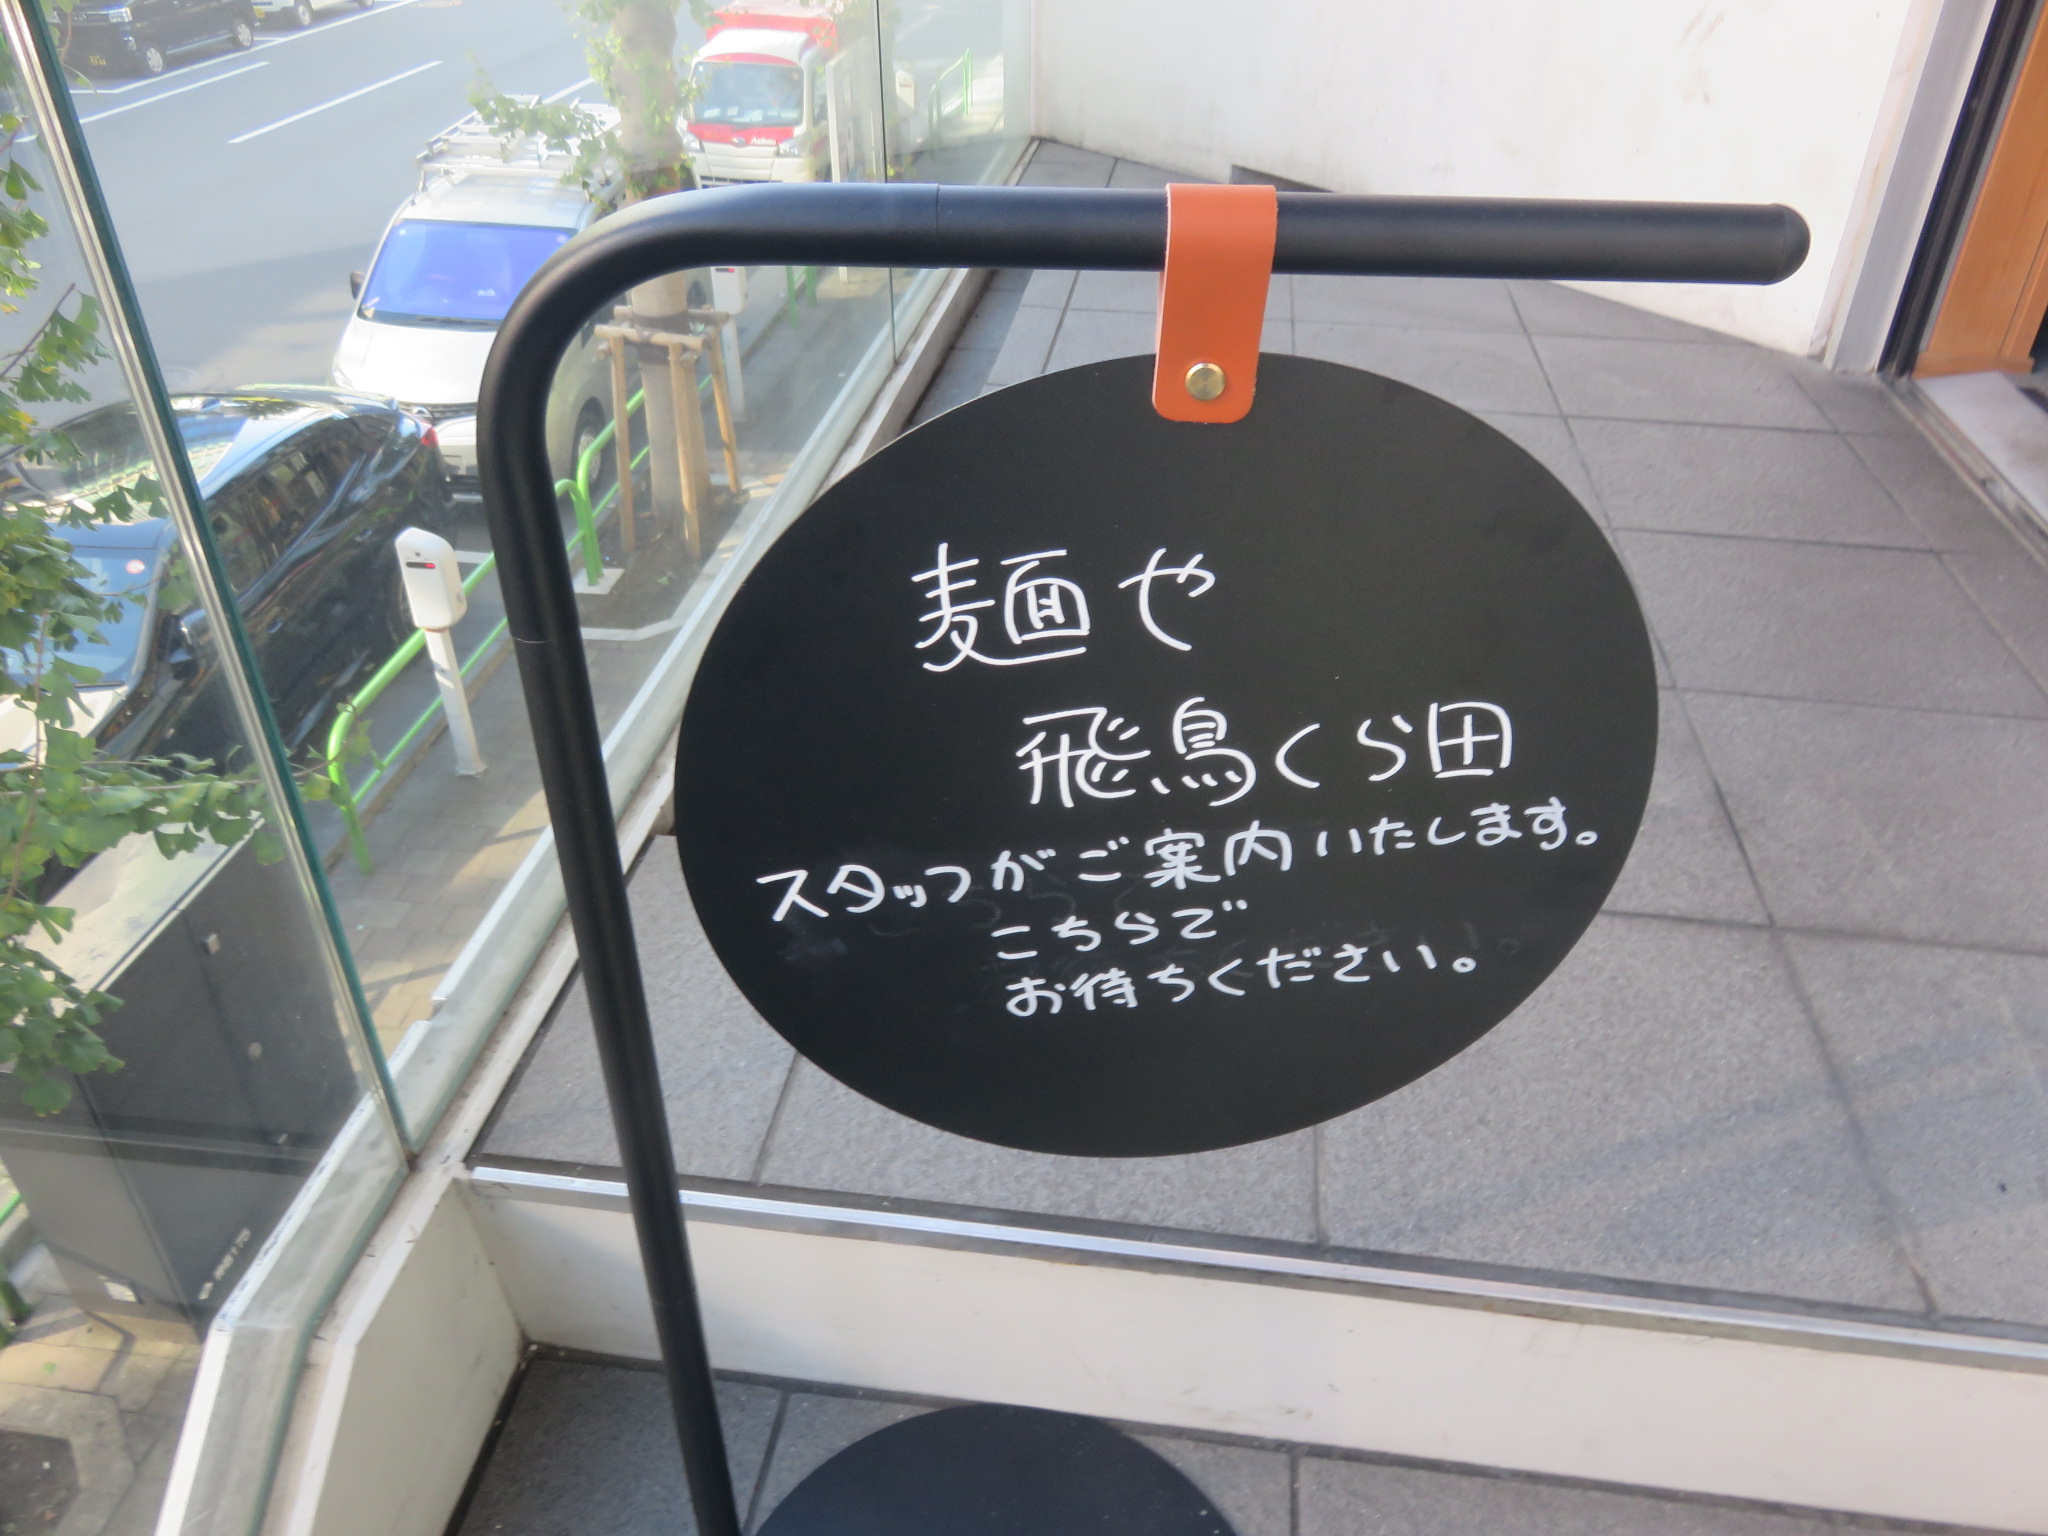 麺や
飛鳥くら田
スタッフがご案内いたします。
こちらで
お待ちください。